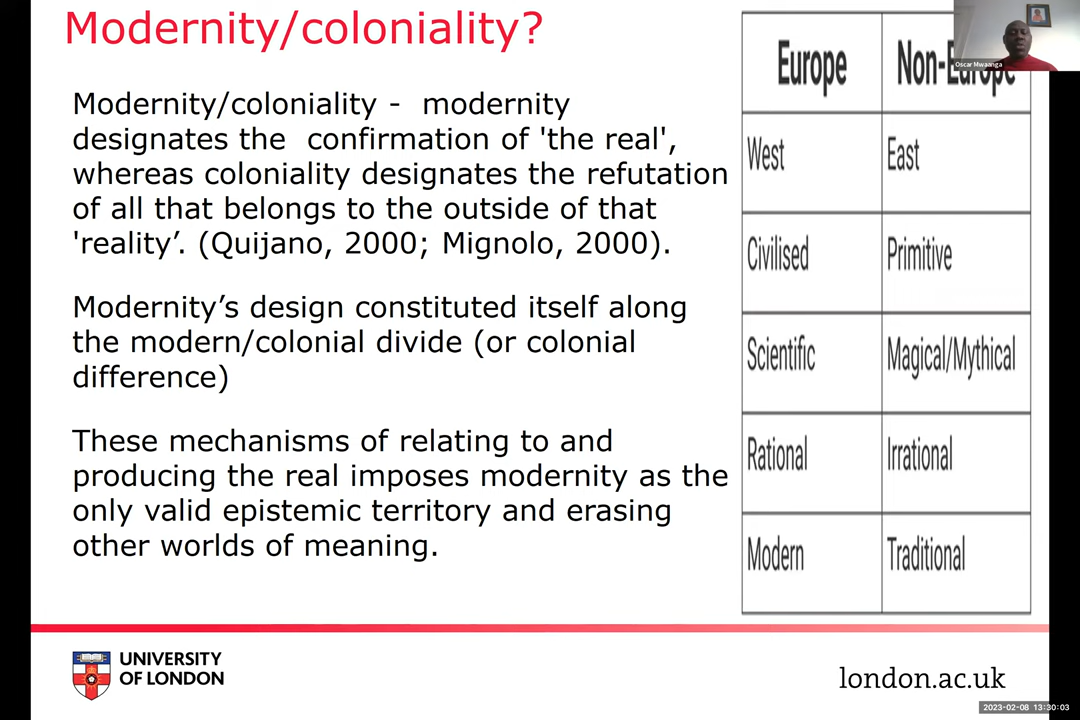 Modernity/coloniality?
Modernity/coloniality - modernity
designates the confirmation of 'the real',
whereas coloniality designates the refutation
of all that belongs to the outside of that
'reality’. (Quijano, 2000; Mignolo, 2000).
Modernity’s design constituted itself along
the modern/colonial divide (or colonial
difference)
These mechanisms of relating to and
producing the real imposes modernity as the
only valid epistemic territory and erasing
other worlds of meaning.
Europe Non-Europe
West East
Civilised Primitive
Scientific Magical/Mythical
Rational Irrational
Modern Traditional
Oscar Mwaanga
UNIVERSITY
OF LONDON
london.ac.uk
2023-02-08 13:30:03